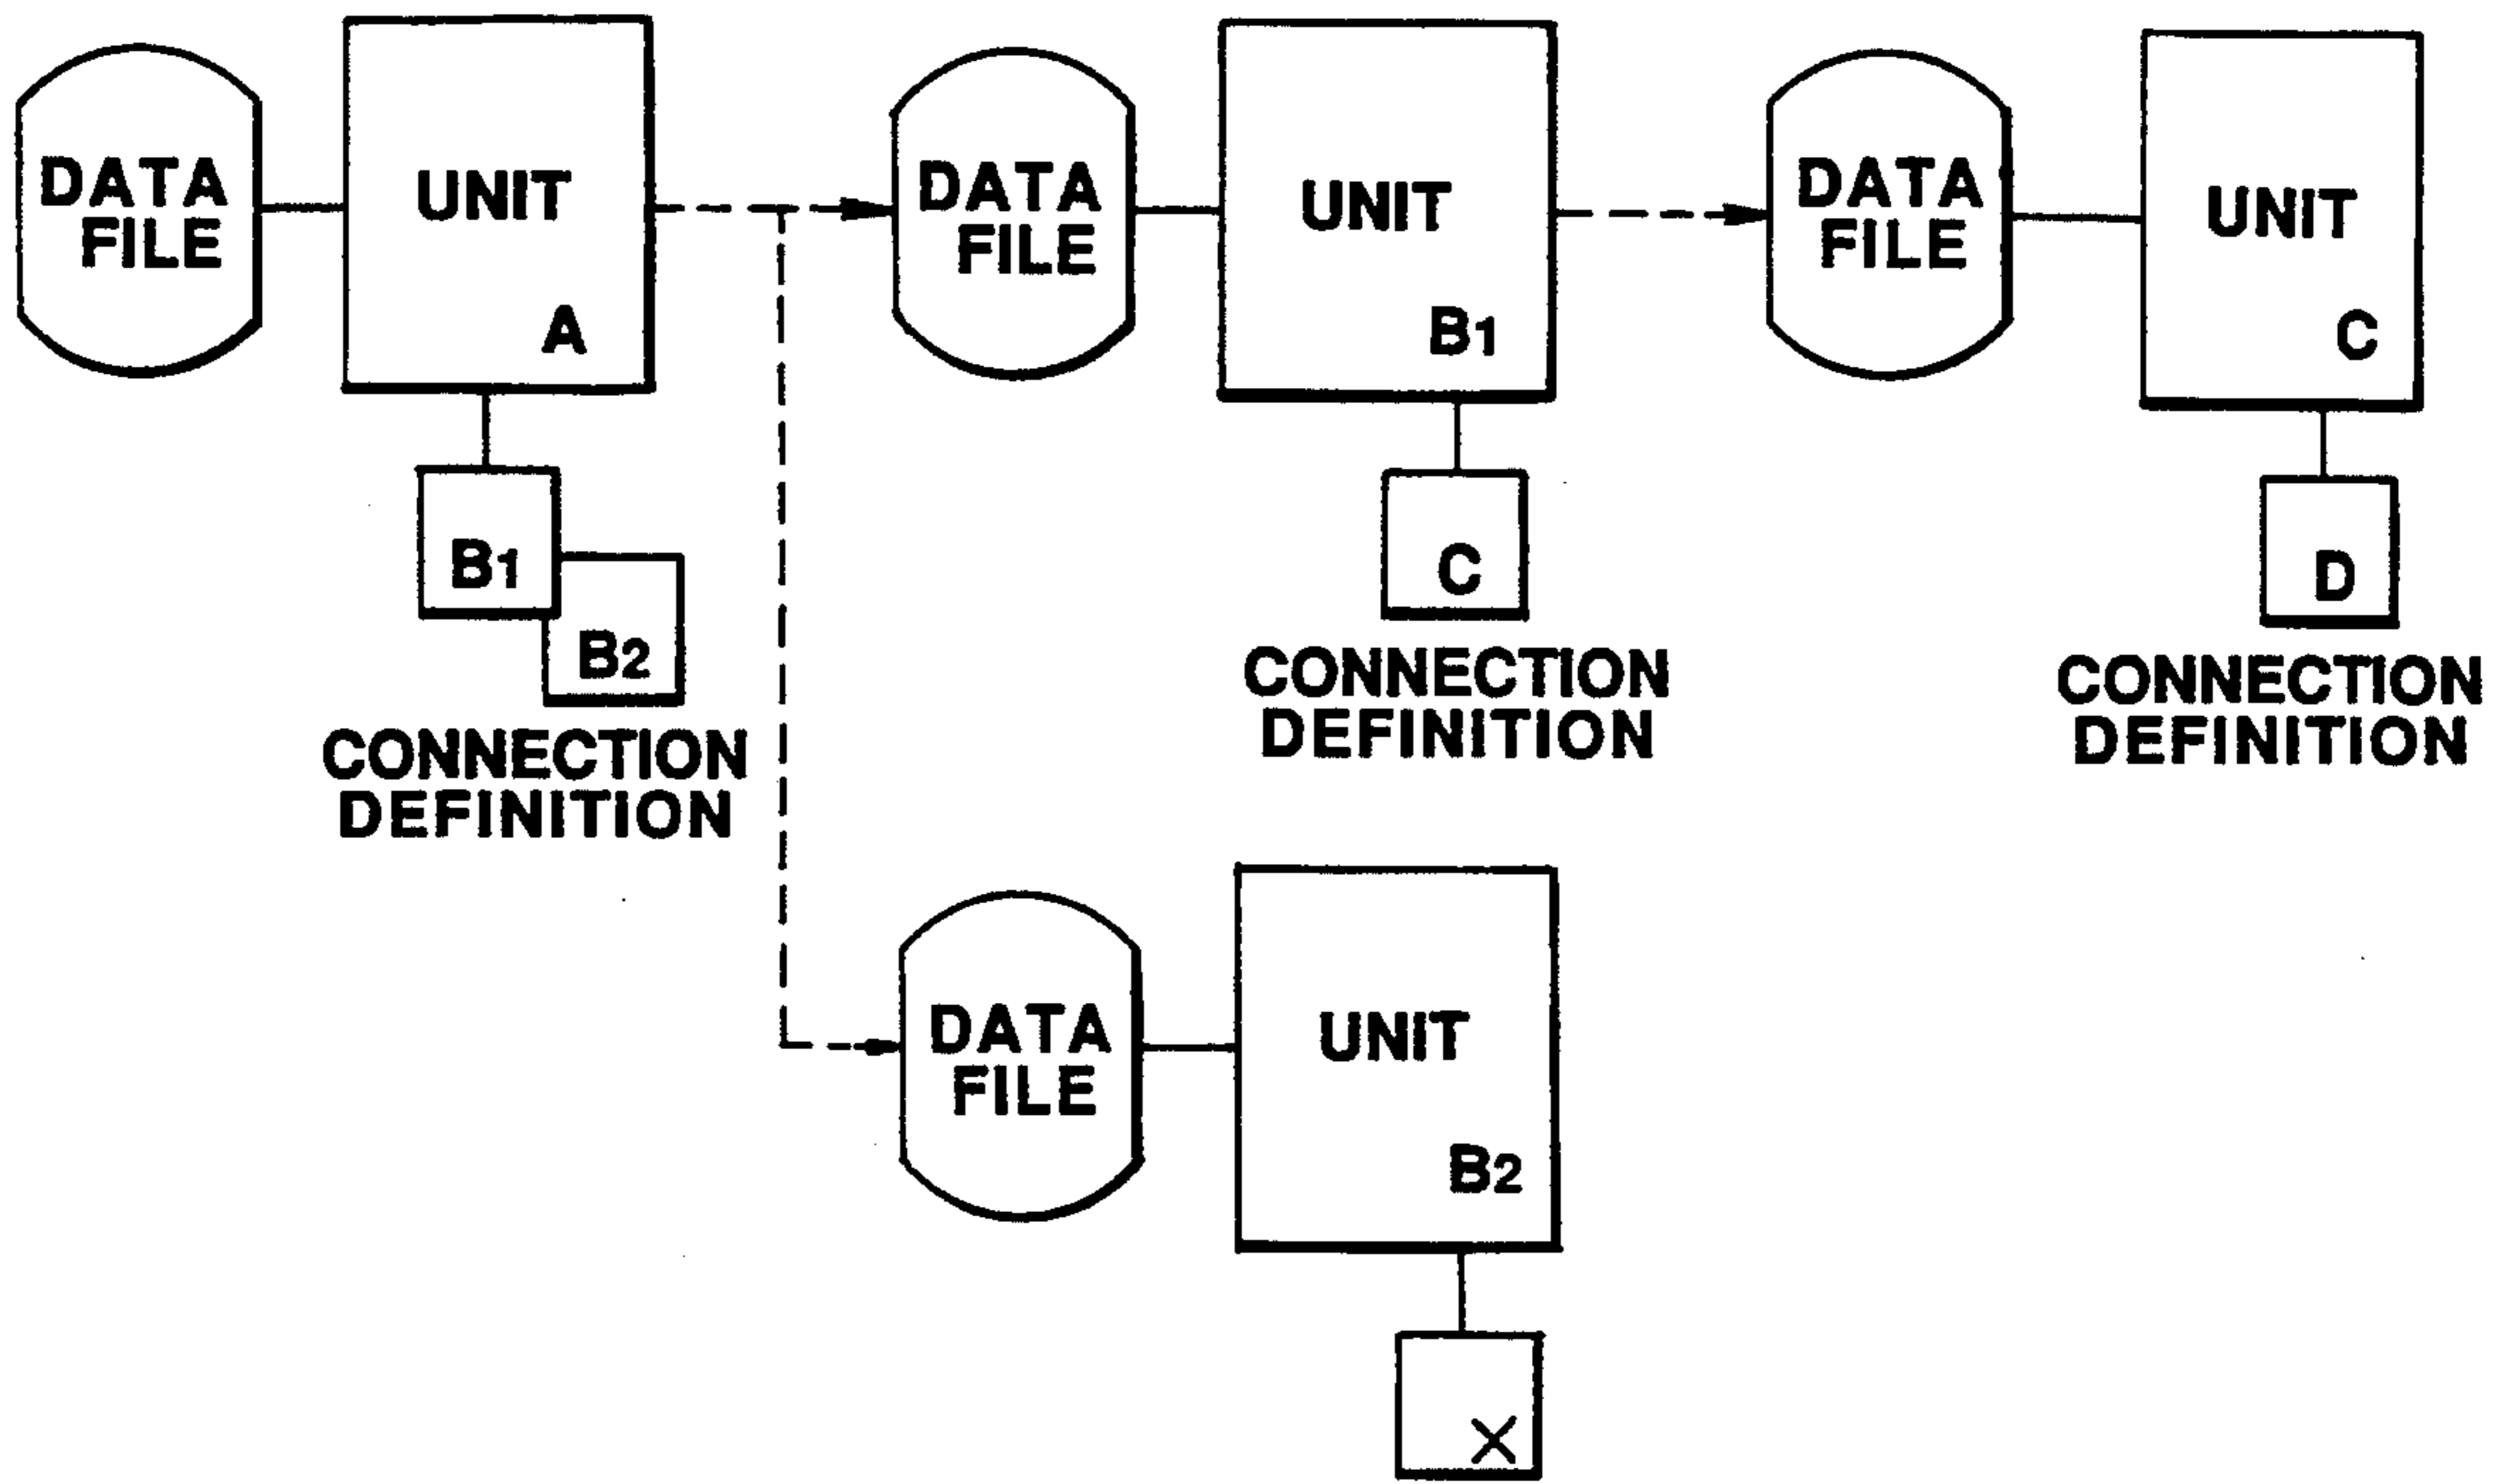 DATA
FILE
UNIT
A
DATA
FILE
UNIT
B1
DATA
FILE
UNIT
C
B1
B2
CONNECTION
DEFINITION
C
CONNECTION
DEFINITION
D
CONNECTION
DEFINITION
DATA
FILE
UNIT
B2
X